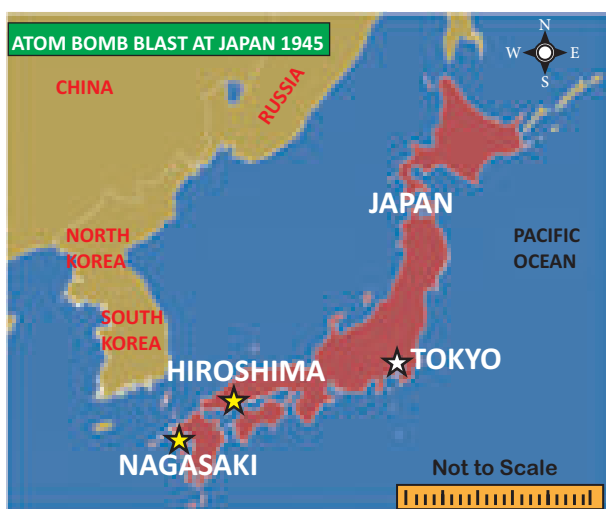 ATOM BOMB BLAST AT JAPAN 1945
N
W E
S
CHINA
RUSSIA
JAPAN
NORTH
KOREA
PACIFIC
OCEAN
SOUTH
KOREA
TOKYO
HIROSHIMA
NAGASAKI
Not to Scale